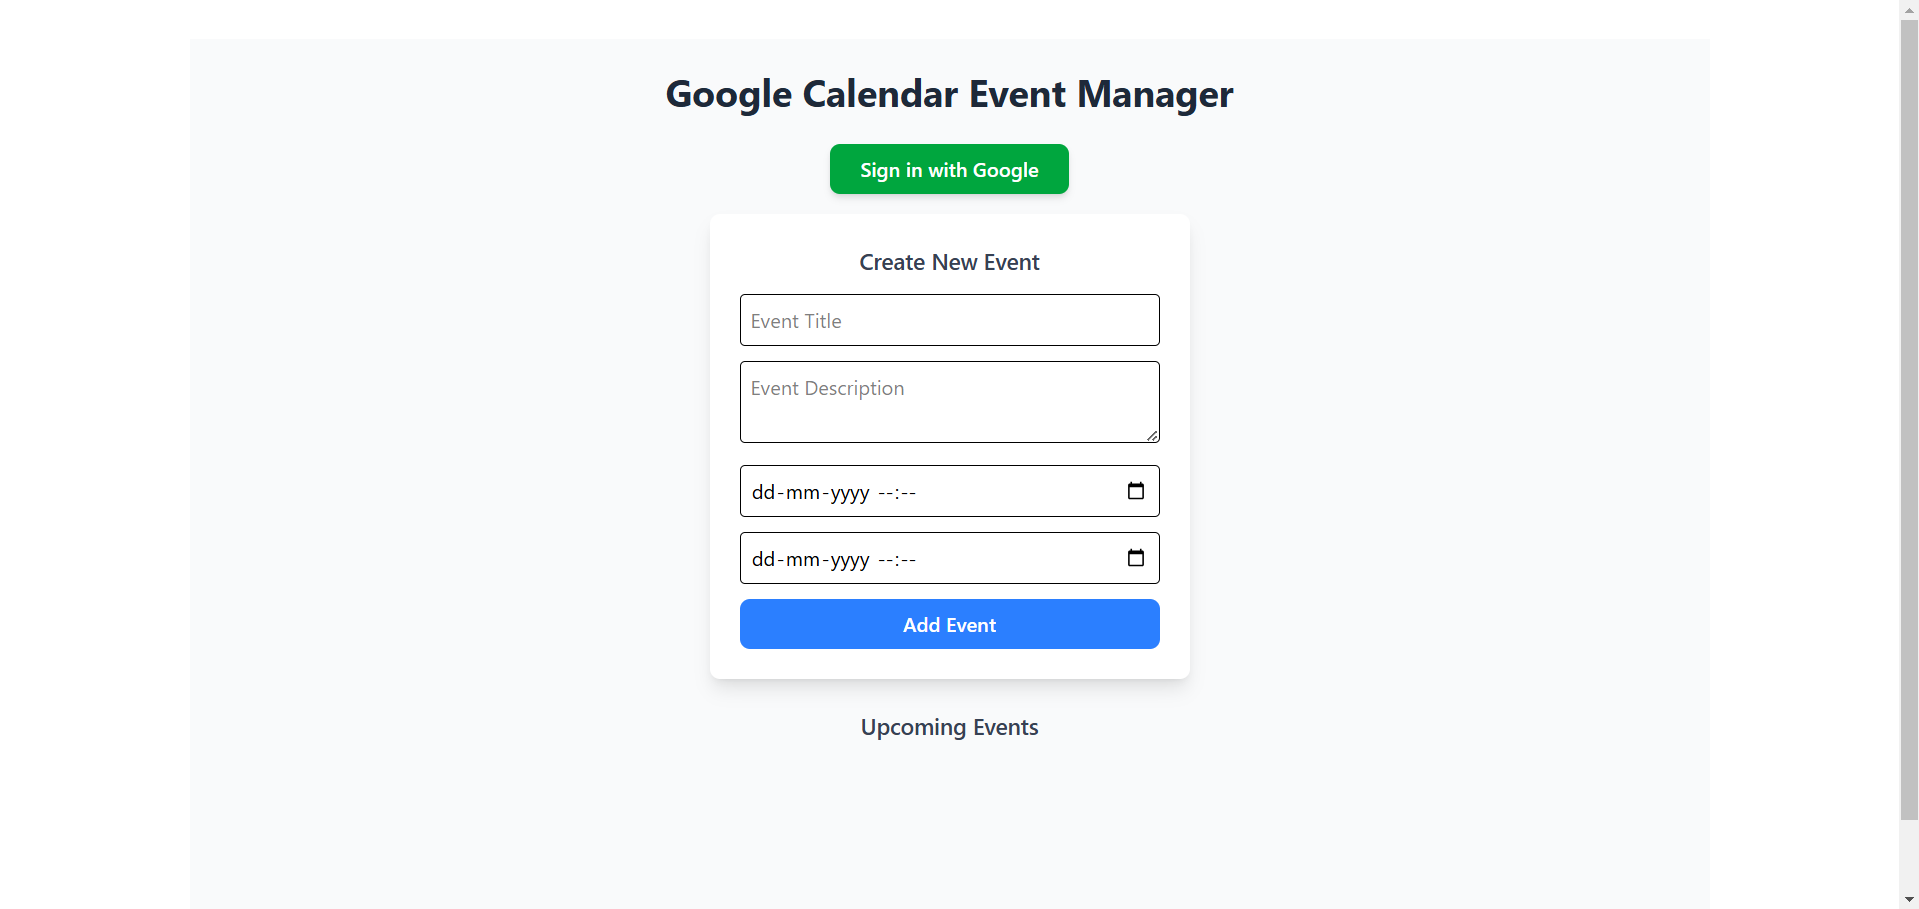 Google Calendar Event Manager
Sign in with Google
Create New Event
Event Title
Event Description
dd-mm-yyyy --:--
dd-mm-yyyy --:--
Add Event
Upcoming Events